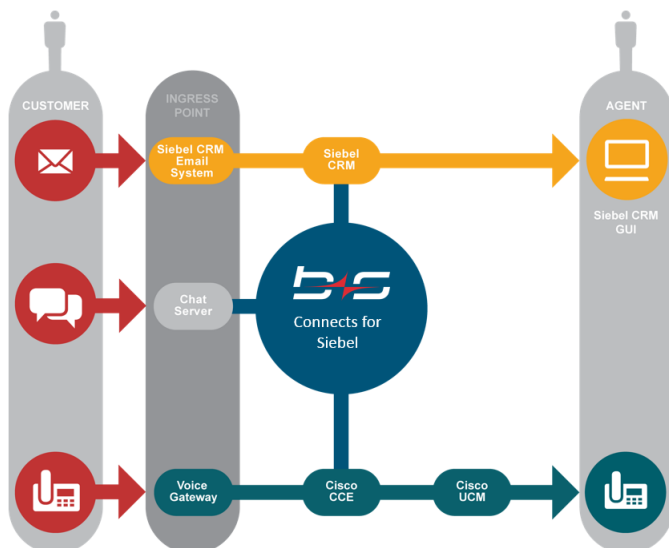 CUSTOMER
INGRESS
POINT
AGENT
Siebel CRM
Email
System
Siebel
CRM
Siebel CRM
GUI
Chat
Server
b+s
Connects for
Siebel
Voice
Gateway
Cisco
CCE
Cisco
UCM